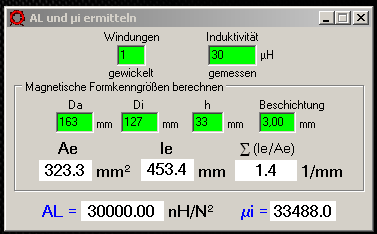 AL und µi ermitteln
Windungen Induktivität
1 30 µH
gewickelt gemessen
Magnetische Formkenngrößen berechnen
Da Di h Beschichtung
163 mm 127 mm 33 mm 3,00 mm
Ae le ∑ (le/Ae)
323.3 mm² 453.4 mm 1.4 1/mm
AL = 30000.00 nH/N² µi = 33488.0